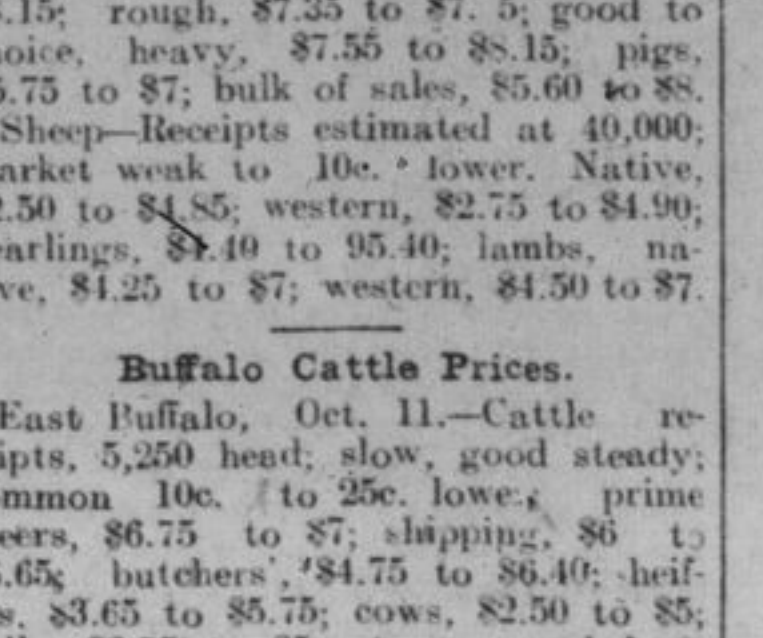 .15; rough, $7.35 to $7. 5; good to
oice, heavy, $7.55 to $8.15; pigs,
.75 to $7; bulk of sales, $5.60 to $8.
Sheep—Receipts estimated at 40,000;
arket weak to 10c. lower. Native,
.50 to $4.85; western, $2.75 to $4.90;
earlings, $4.40 to 95.40; lambs, na-
ve, $4.25 to $7; western, $4.50 to $7.
Buffalo Cattle Prices.
East Buffalo, Oct. 11.—Cattle re-
ipts, 5,250 head; slow, good steady;
mmon 10c. to 25c. lower; prime
eers, $6.75 to $7; shipping, $6 to
.65; butchers', $4.75 to $6.40; heif-
s, $3.65 to $5.75; cows, $2.50 to $5;